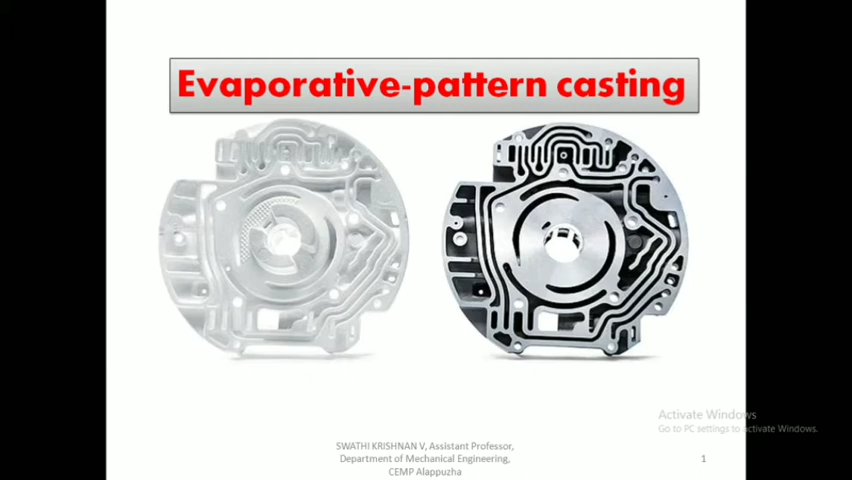 Evaporative-pattern casting
Activate Windows
Go to PC settings to activate Windows.
SWATHI KRISHNAN V, Assistant Professor,
Department of Mechanical Engineering,
CEMP Alappuzha
1